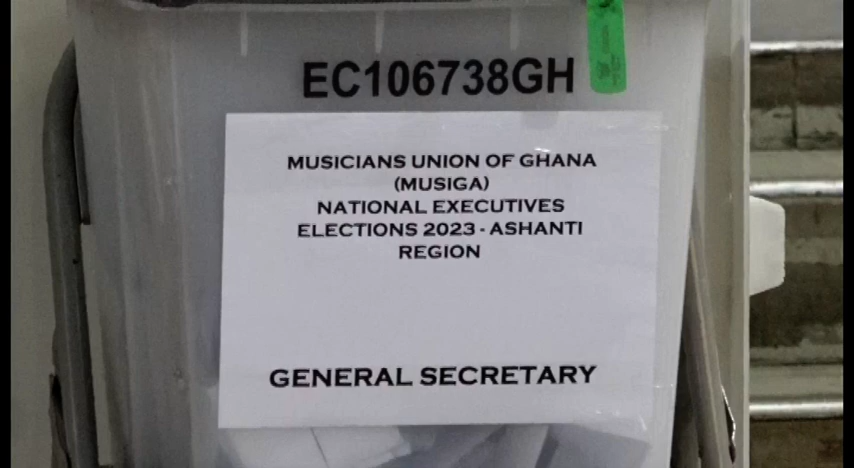 EC106738GH
MUSICIANS UNION OF GHANA
(MUSIGA)
NATIONAL EXECUTIVES
ELECTIONS 2023 - ASHANTI
REGION
GENERAL SECRETARY